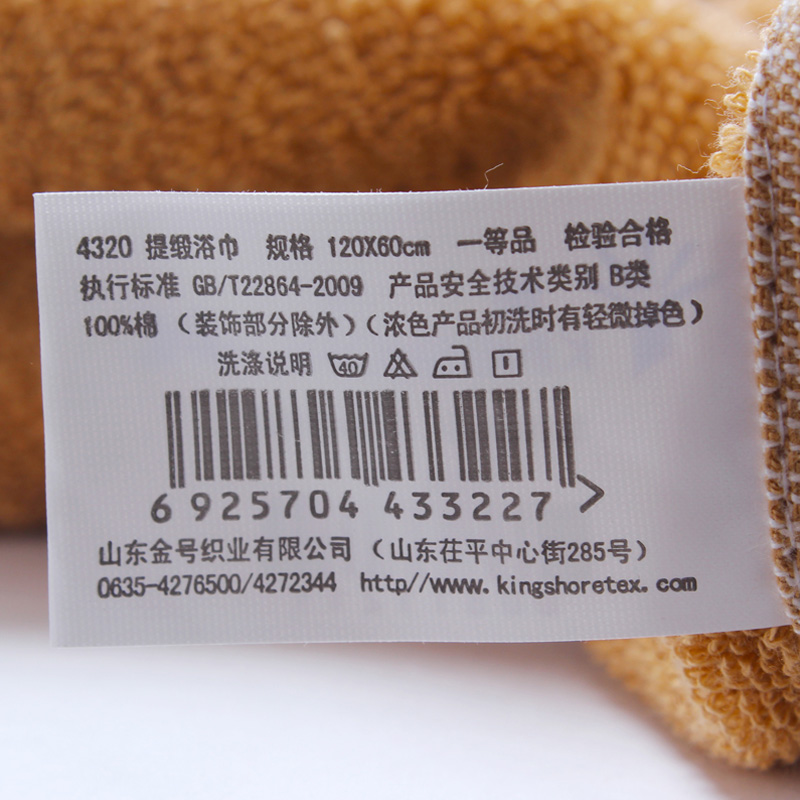 4320 提缎浴巾 规格 120X60cm 一等品 检验合格
执行标准 GB/T22864-2009 产品安全技术类别 B类
100%棉（装饰部分除外）（浓色产品初洗时有轻微掉色）
洗涤说明 40
6 925704 433227 >
山东金号织业有限公司（山东茌平中心街285号）
0635-4276500/4272344 http//www.kingshoretex.com